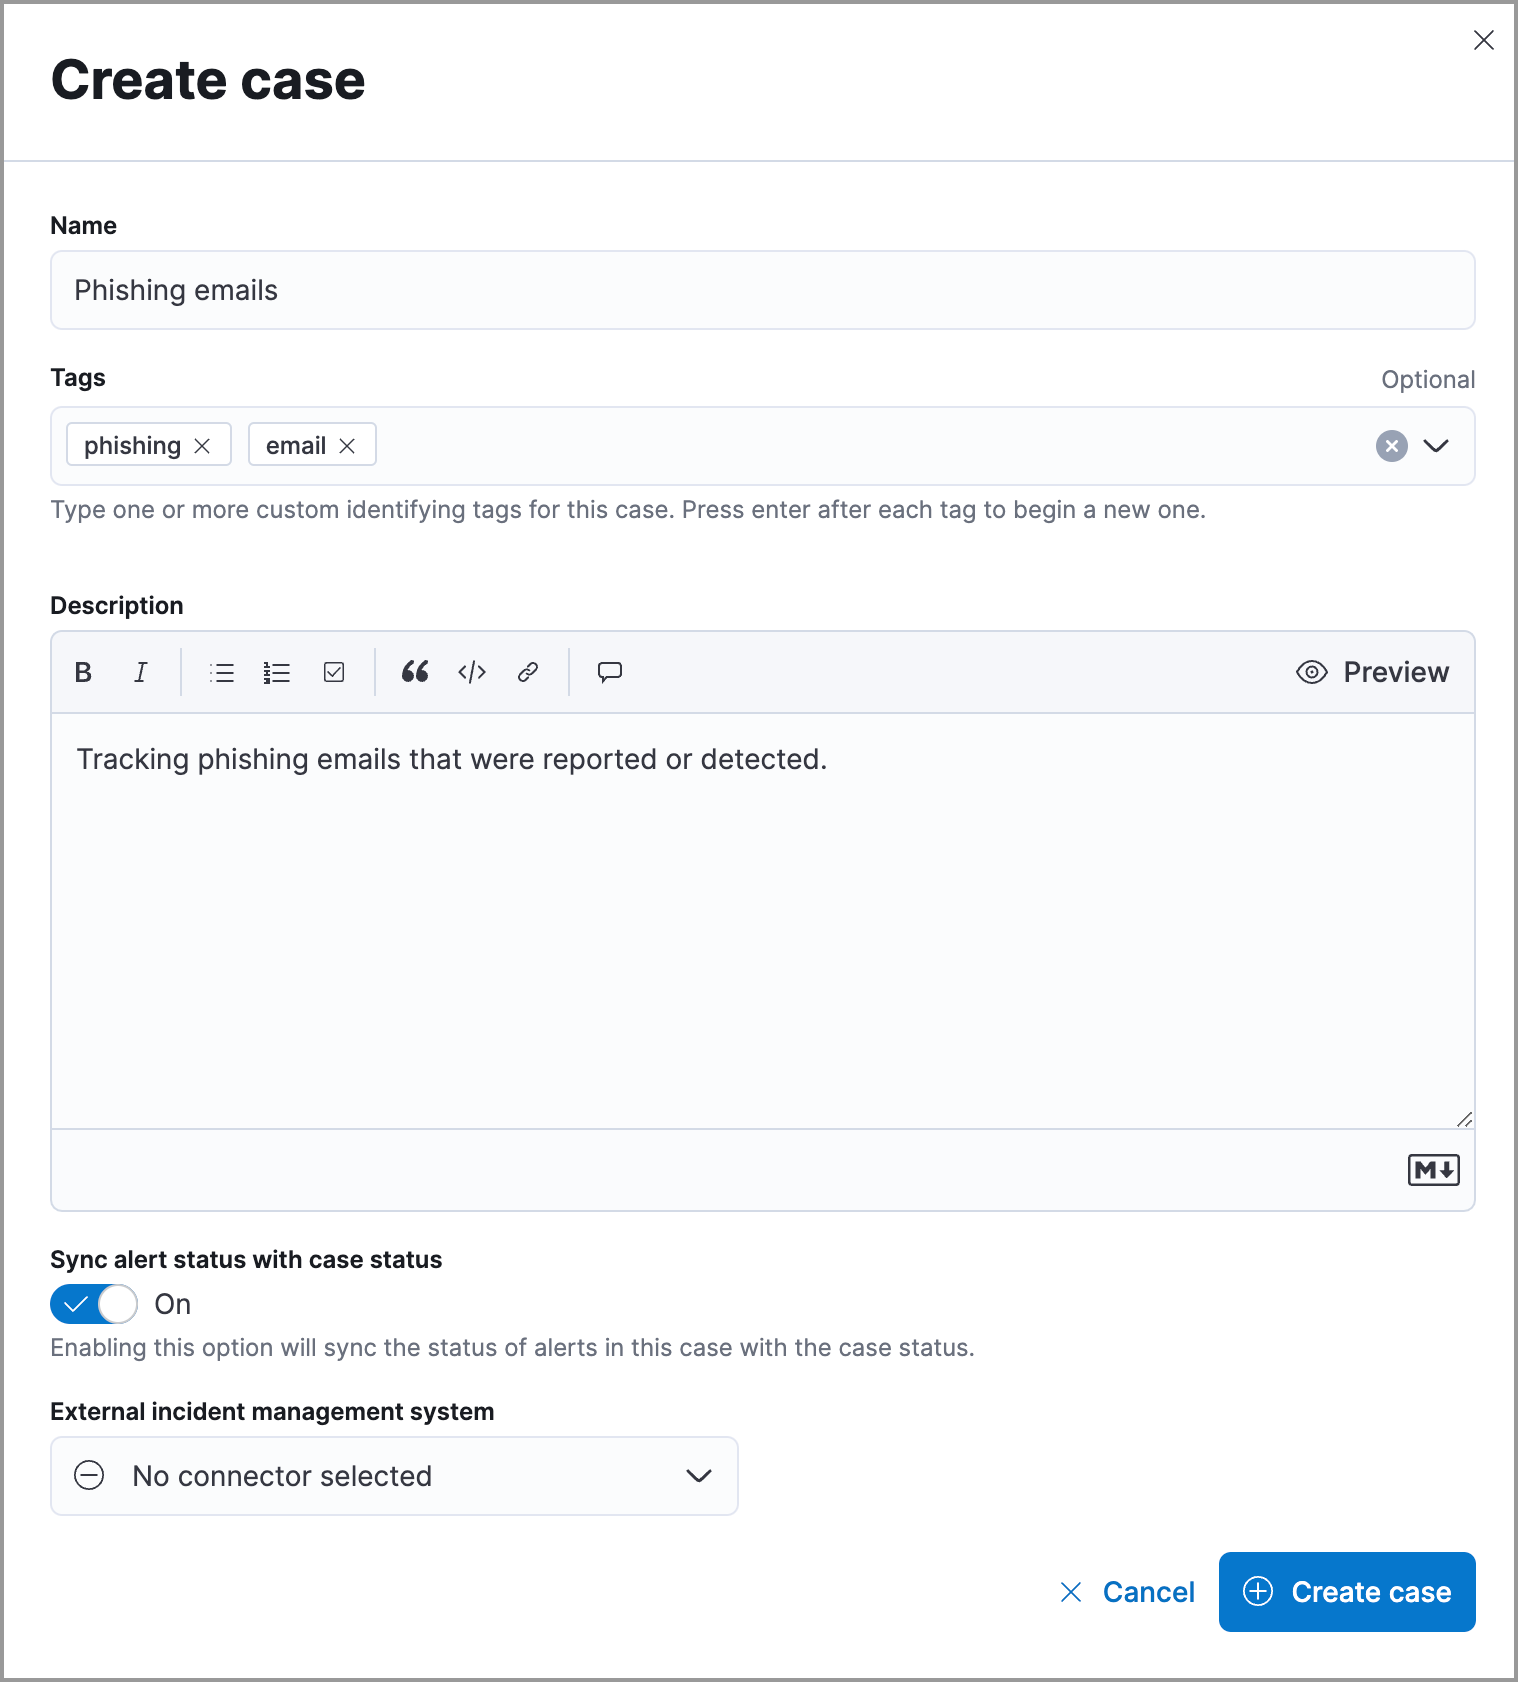 Create case
Name
Phishing emails
Tags
Optional
phishing
email
Type one or more custom identifying tags for this case. Press enter after each tag to begin a new one.
Description
B I
Preview
Tracking phishing emails that were reported or detected.
M
Sync alert status with case status
On
Enabling this option will sync the status of alerts in this case with the case status.
External incident management system
No connector selected
Cancel
Create case